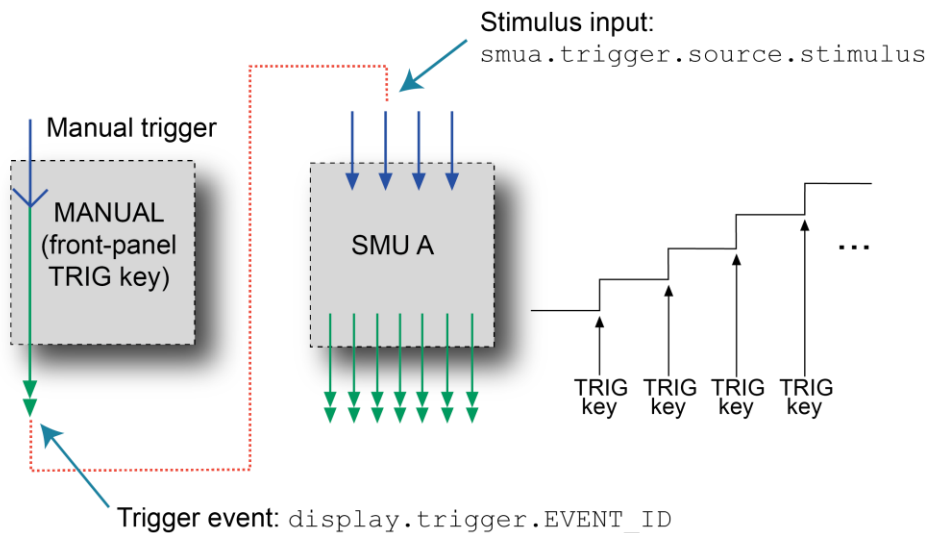 Stimulus input:
smua.trigger.source.stimulus
Manual trigger
MANUAL
(front-panel
TRIG key)
SMU A
...
TRIG
key
TRIG
key
TRIG
key
TRIG
key
Trigger event: display.trigger.EVENT_ID